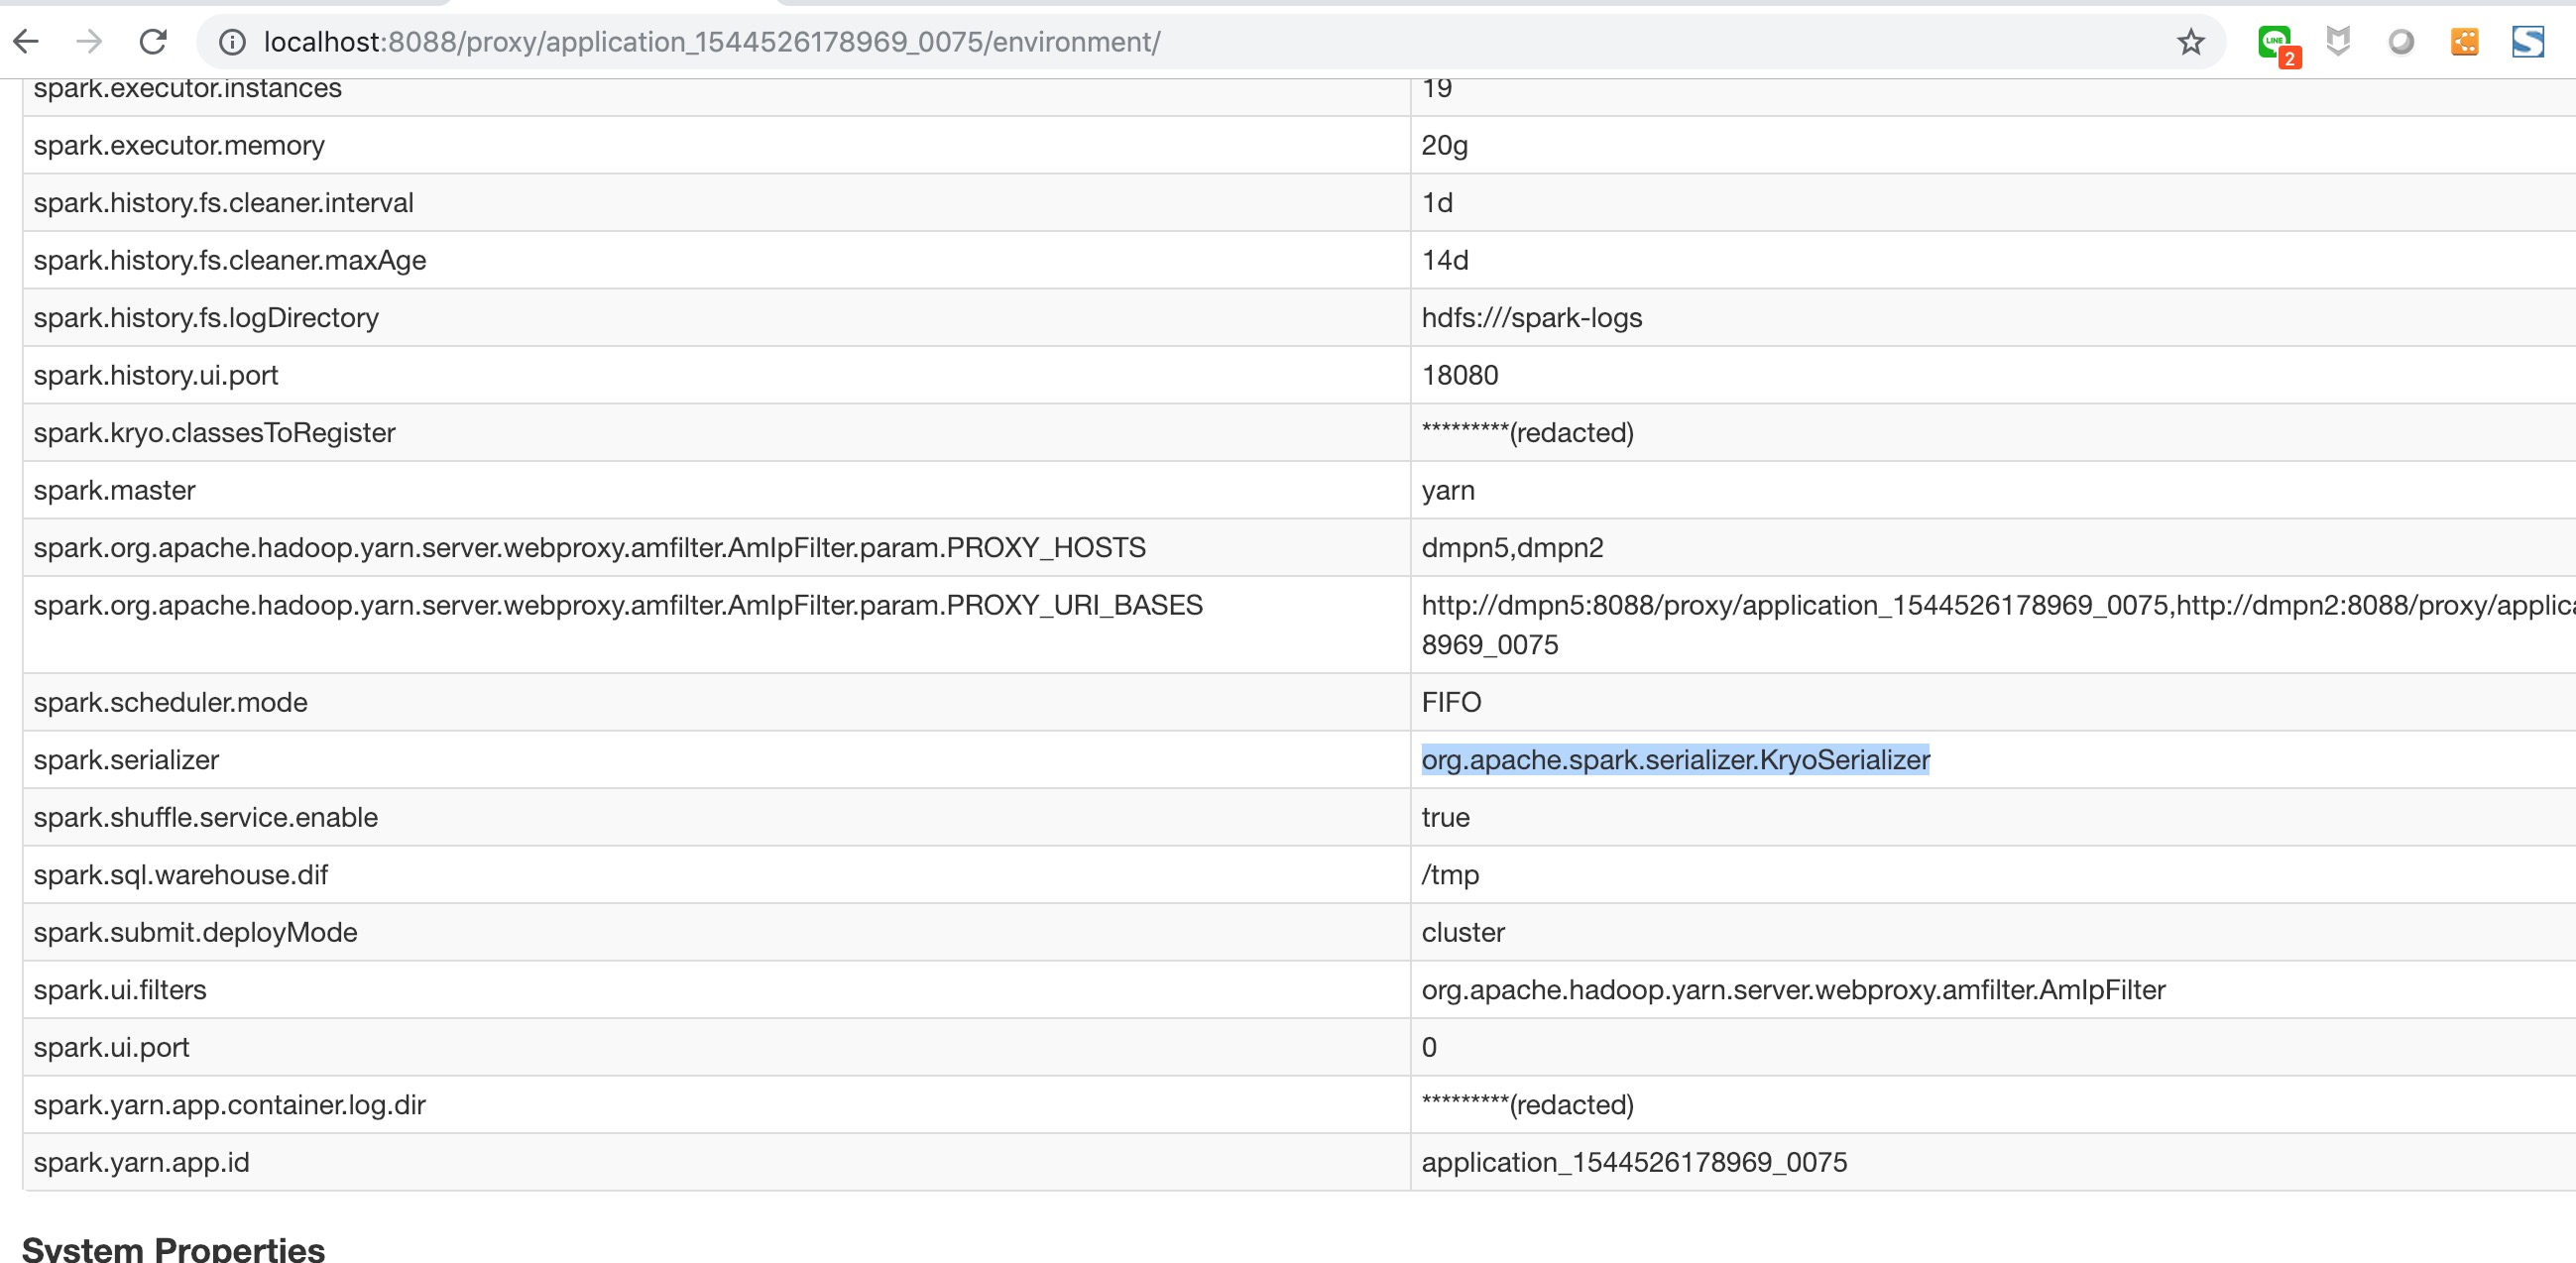 localhost:8088/proxy/application_1544526178969_0075/environment/
LINE
2
spark.executor.instances 19
spark.executor.memory 20g
spark.history.fs.cleaner.interval 1d
spark.history.fs.cleaner.maxAge 14d
spark.history.fs.logDirectory hdfs:///spark-logs
spark.history.ui.port 18080
spark.kryo.classesToRegister *********(redacted)
spark.master yarn
spark.org.apache.hadoop.yarn.server.webproxy.amfilter.AmIpFilter.param.PROXY_HOSTS dmpn5,dmpn2
spark.org.apache.hadoop.yarn.server.webproxy.amfilter.AmIpFilter.param.PROXY_URI_BASES http://dmpn5:8088/proxy/application_1544526178969_0075,http://dmpn2:8088/proxy/applica
8969_0075
spark.scheduler.mode FIFO
spark.serializer org.apache.spark.serializer.KryoSerializer
spark.shuffle.service.enable true
spark.sql.warehouse.dif /tmp
spark.submit.deployMode cluster
spark.ui.filters org.apache.hadoop.yarn.server.webproxy.amfilter.AmIpFilter
spark.ui.port 0
spark.yarn.app.container.log.dir *********(redacted)
spark.yarn.app.id application_1544526178969_0075
System Properties